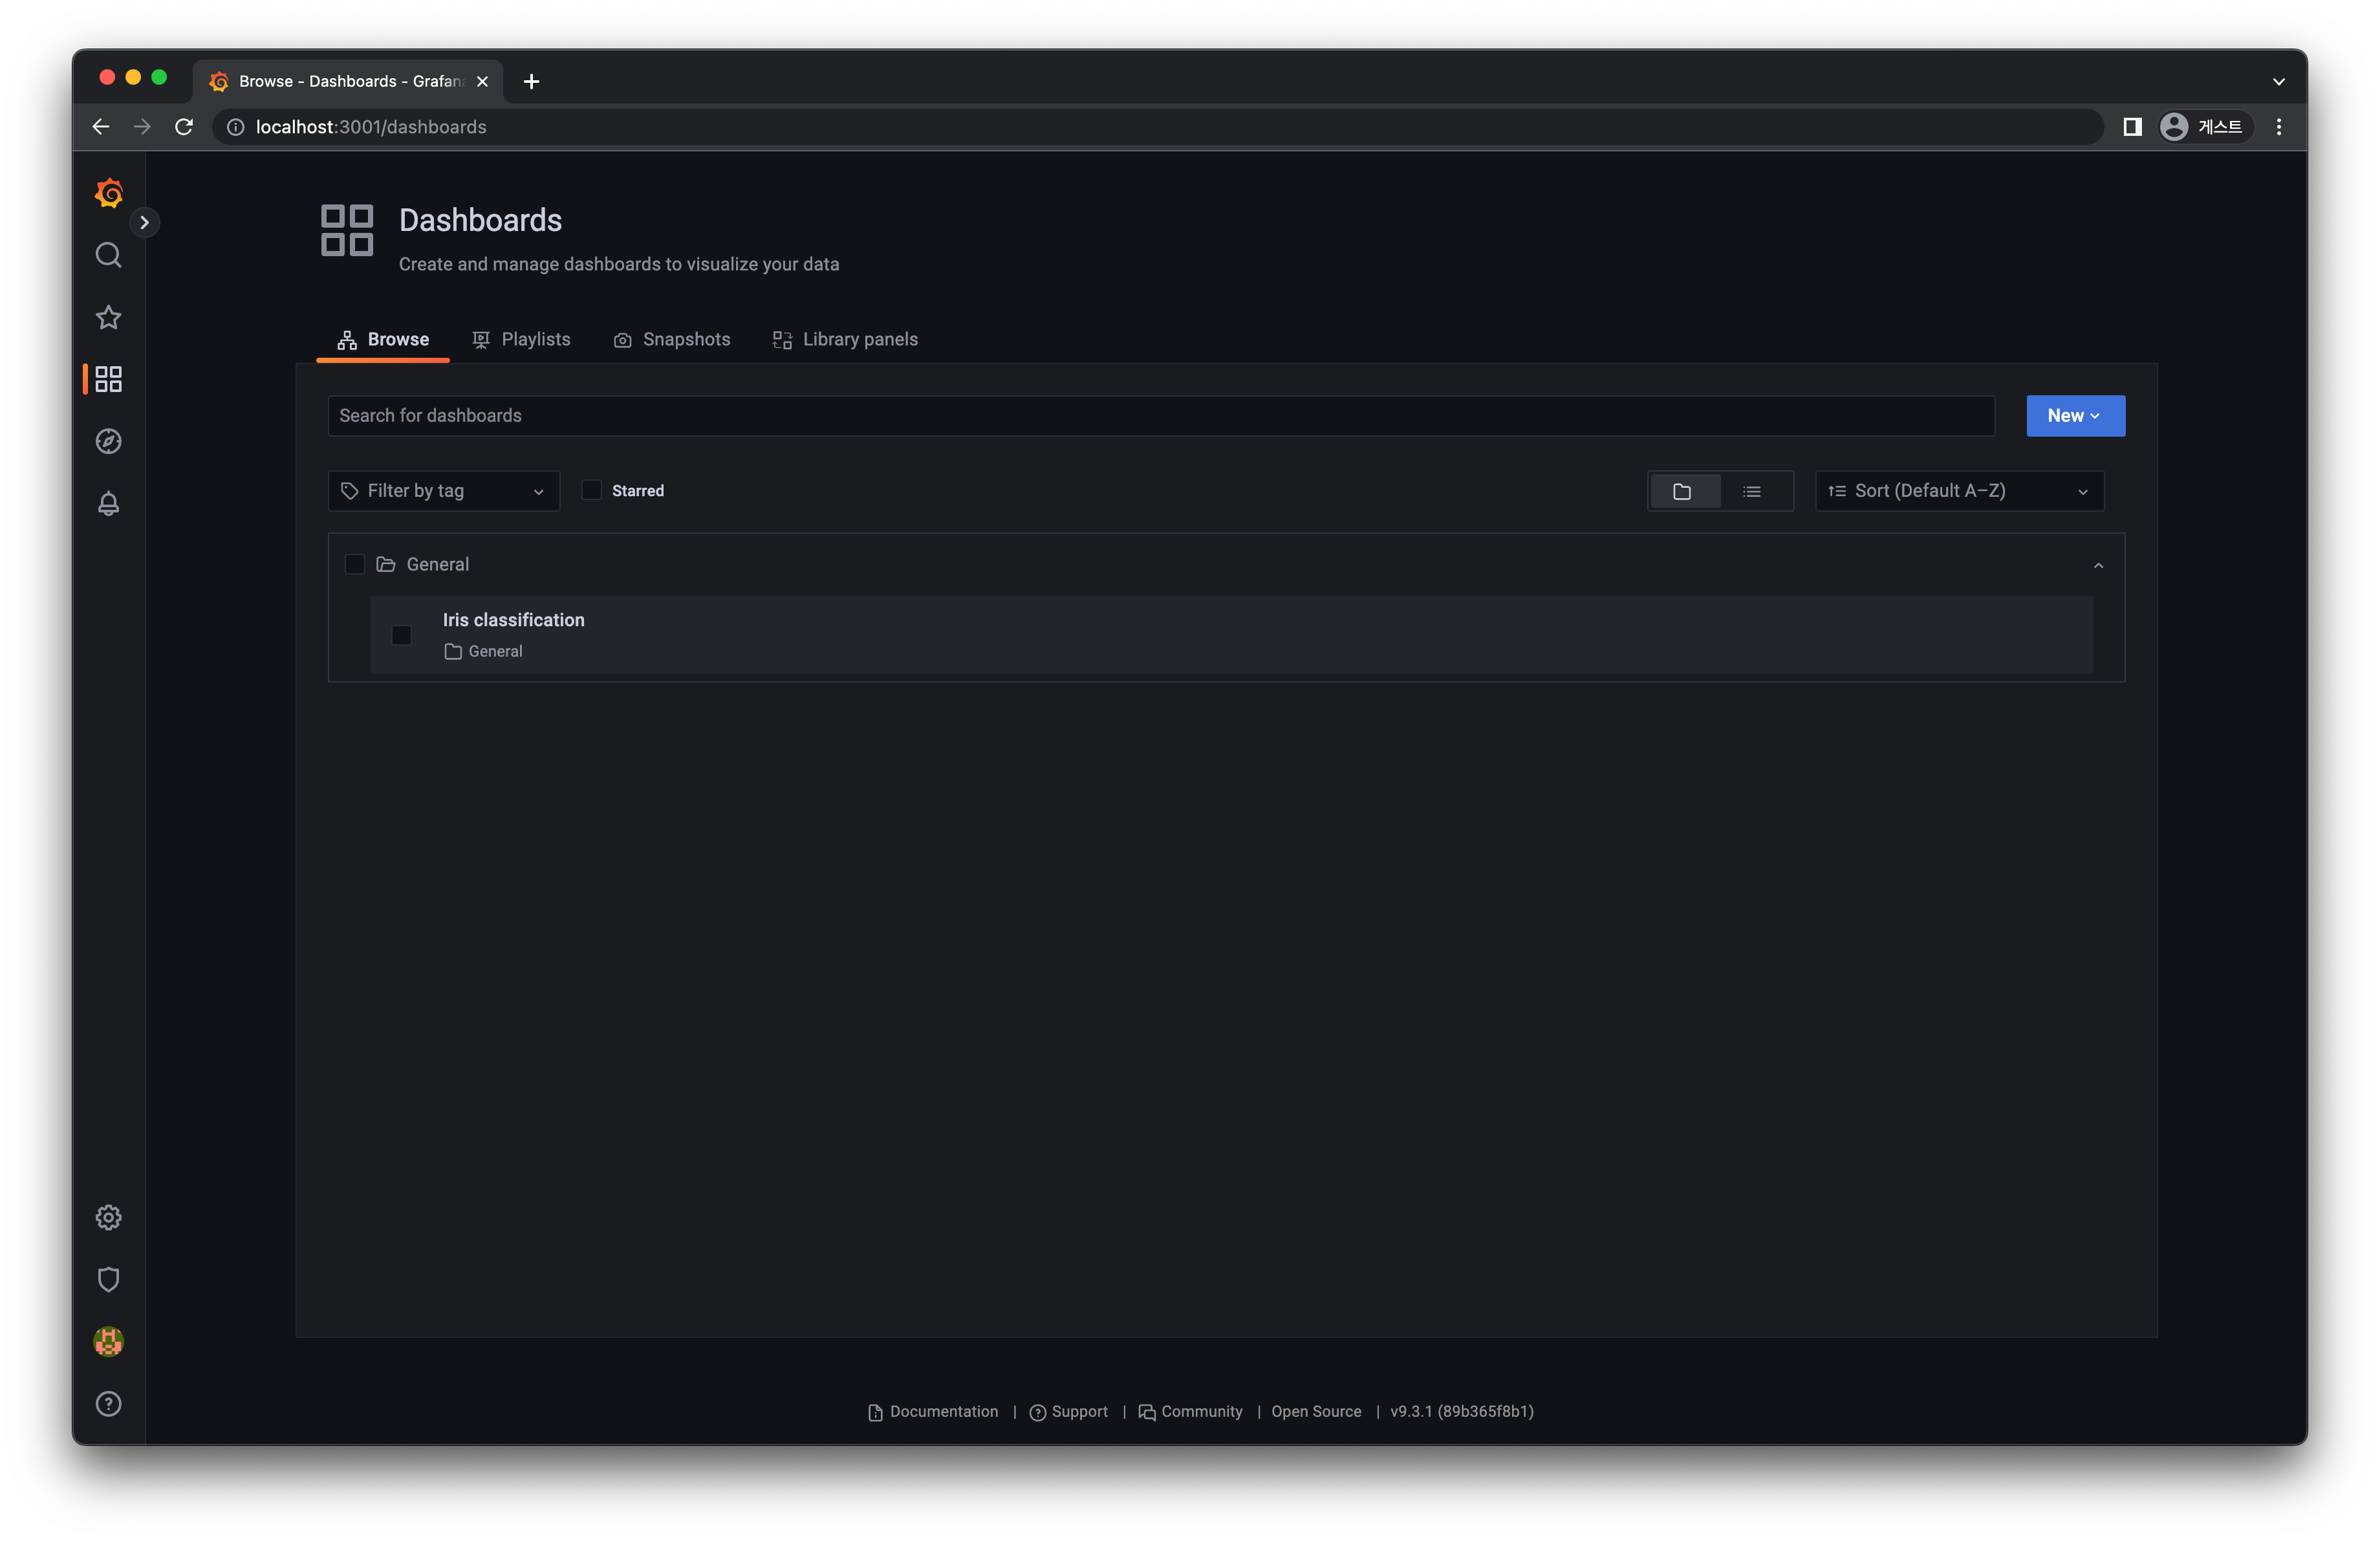 Browse - Dashboards - Grafana
localhost:3001/dashboards
게스트
Dashboards
Create and manage dashboards to visualize your data
Browse Playlists Snapshots Library panels
Search for dashboards New
Filter by tag Starred Sort (Default A–Z)
General
Iris classification
General
Documentation | Support | Community | Open Source | v9.3.1 (89b365f8b1)